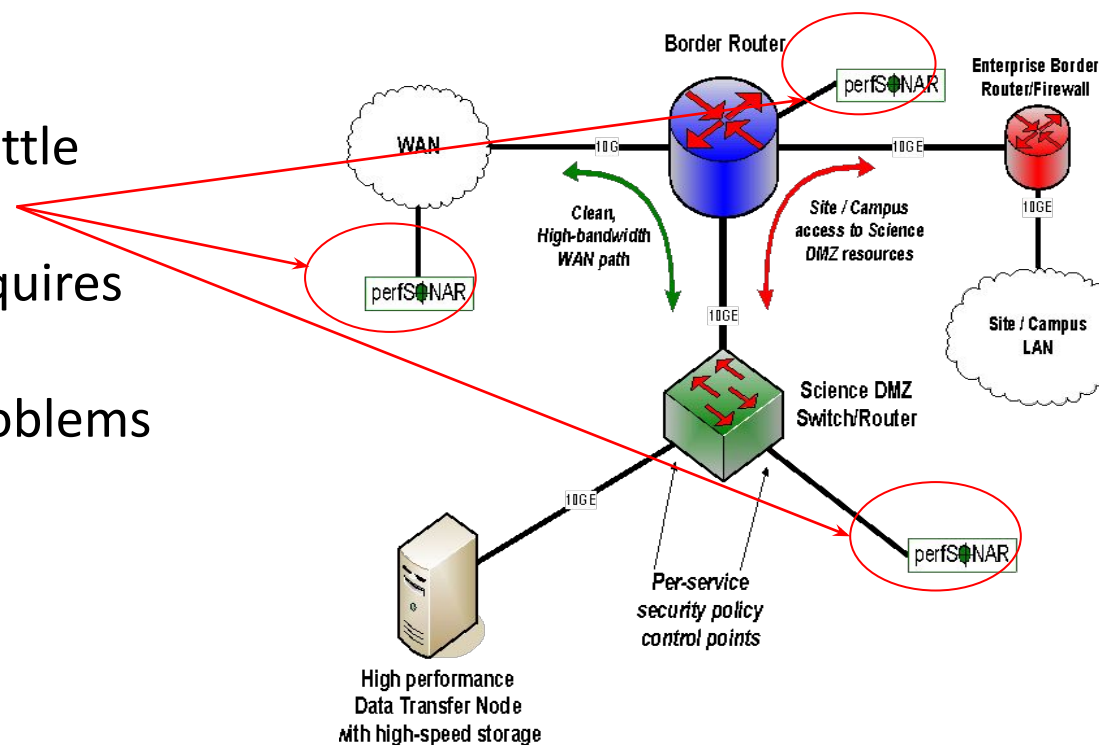 ttle
quires
oblems
Border Router
perfSONAR
Enterprise Border
Router/Firewall
WAN
10G
10GE
10GE
Clean,
High-bandwidth
WAN path
Site / Campus
access to Science
DMZ resources
perfSONAR
10GE
Site / Campus
LAN
Science DMZ
Switch/Router
10GE
perfSONAR
Per-service
security policy
control points
High performance
Data Transfer Node
with high-speed storage